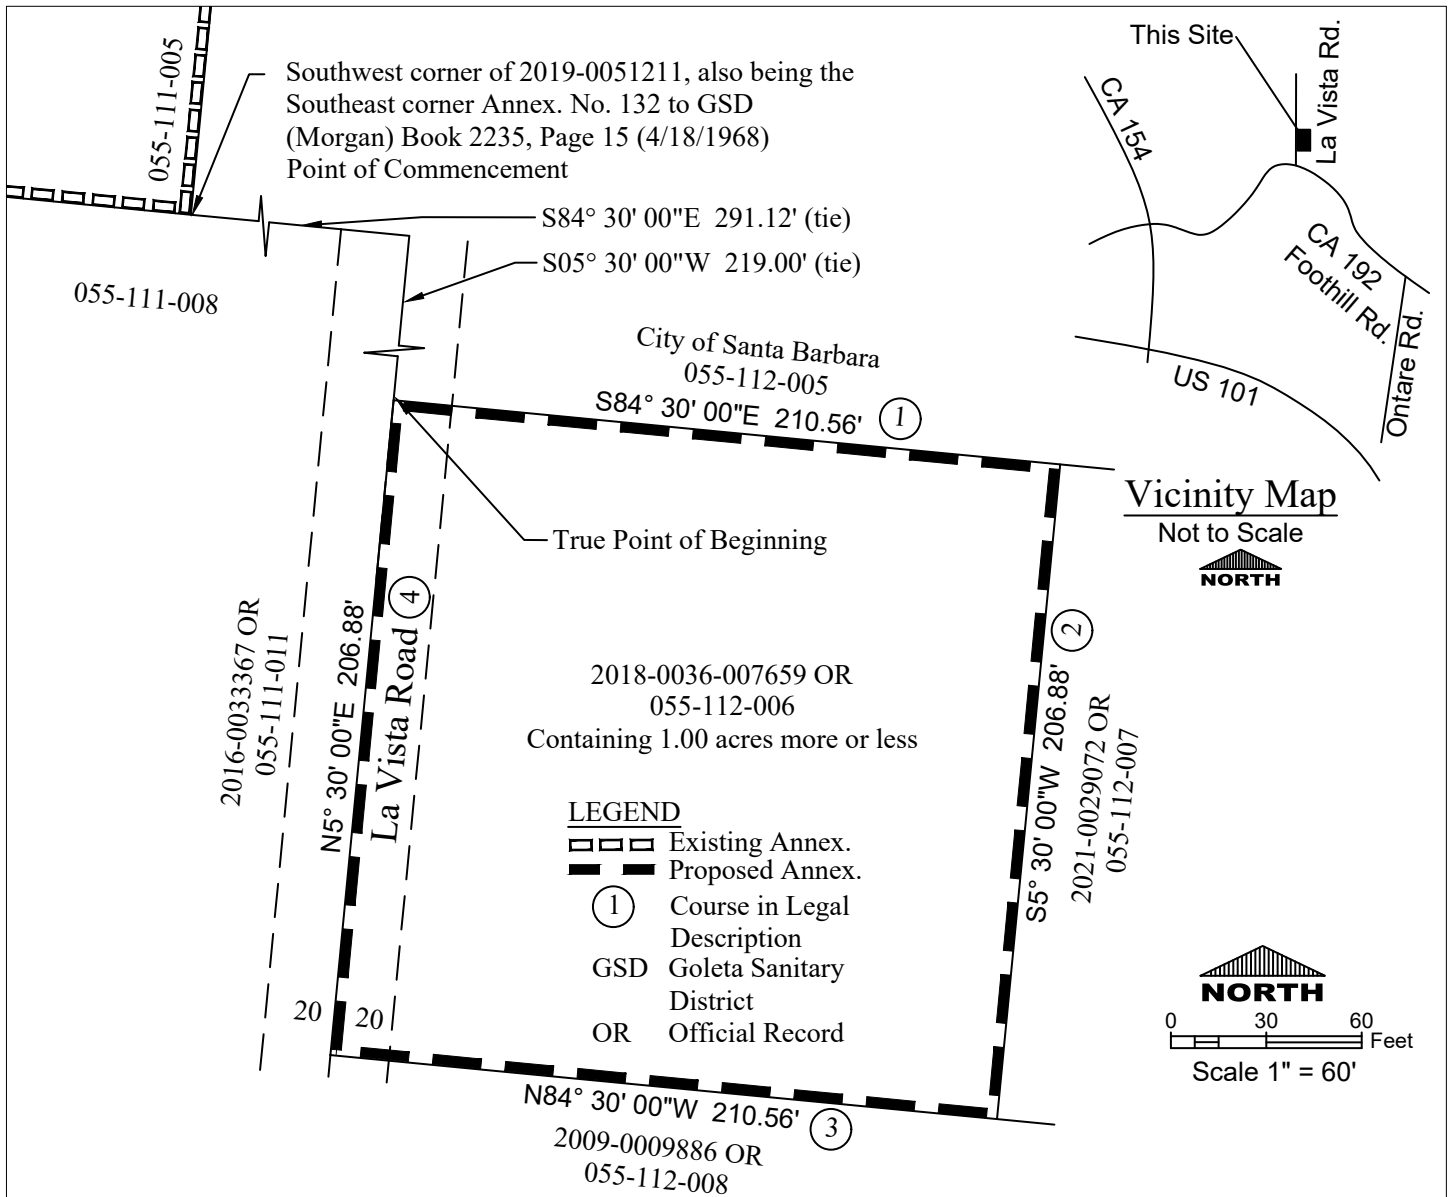 055-111-005
Southwest corner of 2019-0051211, also being the
Southeast corner Annex. No. 132 to GSD
(Morgan) Book 2235, Page 15 (4/18/1968)
Point of Commencement
S84° 30' 00"E 291.12' (tie)
S05° 30' 00"W 219.00' (tie)
055-111-008
This Site
La Vista Rd.
CA 154
CA 192
Foothill Rd.
Ontare Rd.
US 101
Vicinity Map
Not to Scale
NORTH
City of Santa Barbara
055-112-005
S84° 30' 00"E 210.56' 1
True Point of Beginning
2016-0033367 OR
055-111-011
N5° 30' 00"E 206.88'
La Vista Road 4
2018-0036-007659 OR
055-112-006
Containing 1.00 acres more or less
S5° 30' 00"W 206.88' 2
2021-0029072 OR
055-112-007
LEGEND
Existing Annex.
Proposed Annex.
1 Course in Legal
Description
GSD Goleta Sanitary
District
OR Official Record
20 20
N84° 30' 00"W 210.56' 3
2009-0009886 OR
055-112-008
NORTH
0 30 60
Feet
Scale 1" = 60'